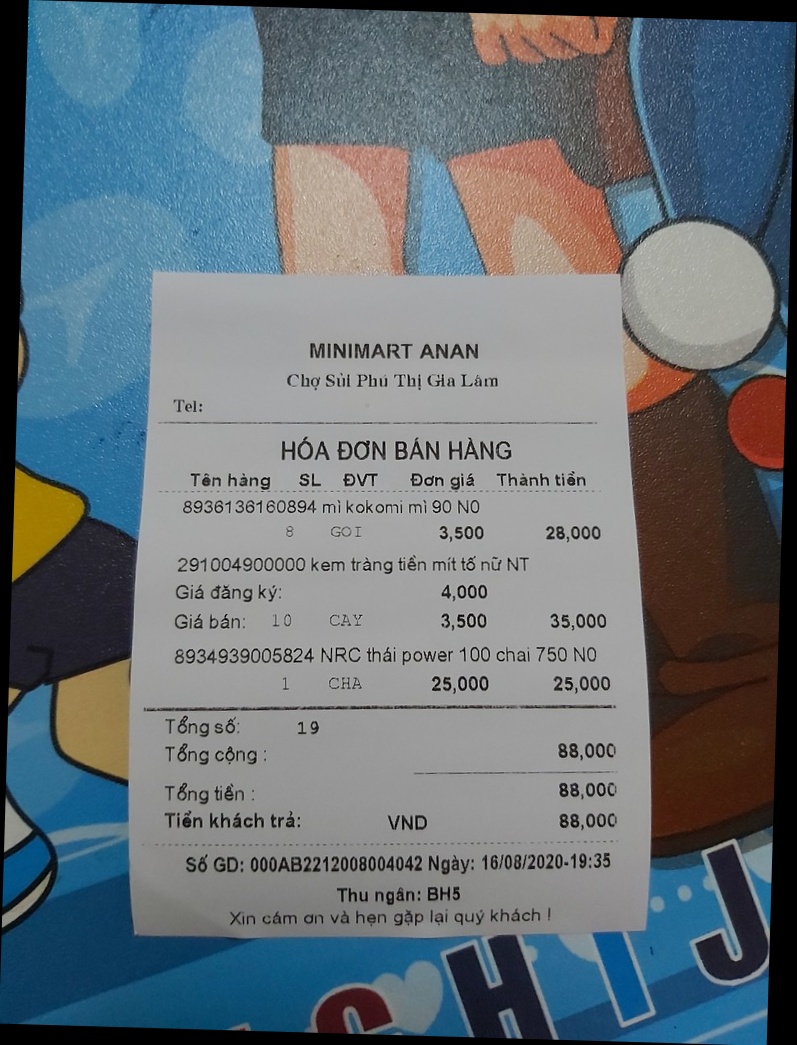 MINIMART ANAN
Chợ Sủi Phú Thị Gia Lâm
Tel:
HÓA ĐƠN BÁN HÀNG
Tên hàng SL ĐVT Đơn giá Thành tiền
8936136160894 mì kokomi mì 90 N0
8 GOI 3,500 28,000
291004900000 kem tràng tiền mít tố nữ NT
Giá đăng ký: 4,000
Giá bán: 10 CAY 3,500 35,000
8934939005824 NRC thái power 100 chai 750 N0
1 CHA 25,000 25,000
Tổng số: 19
Tổng cộng : 88,000
Tổng tiền : 88,000
Tiền khách trả: VND 88,000
Số GD: 000AB2212008004042 Ngày: 16/08/2020-19:35
Thu ngân: BH5
Xin cám ơn và hẹn gặp lại quý khách !
G H I J